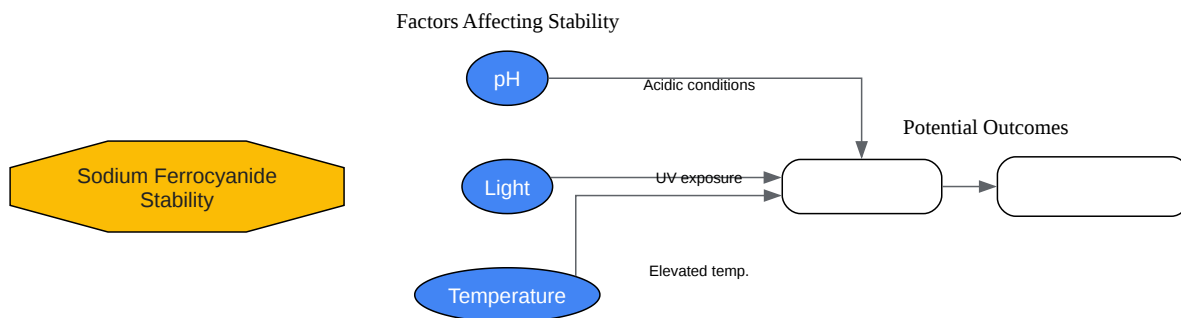 Factors Affecting Stability
pH
Acidic conditions
Potential Outcomes
Sodium Ferrocyanide
Stability
Light
UV exposure
Elevated temp.
Temperature